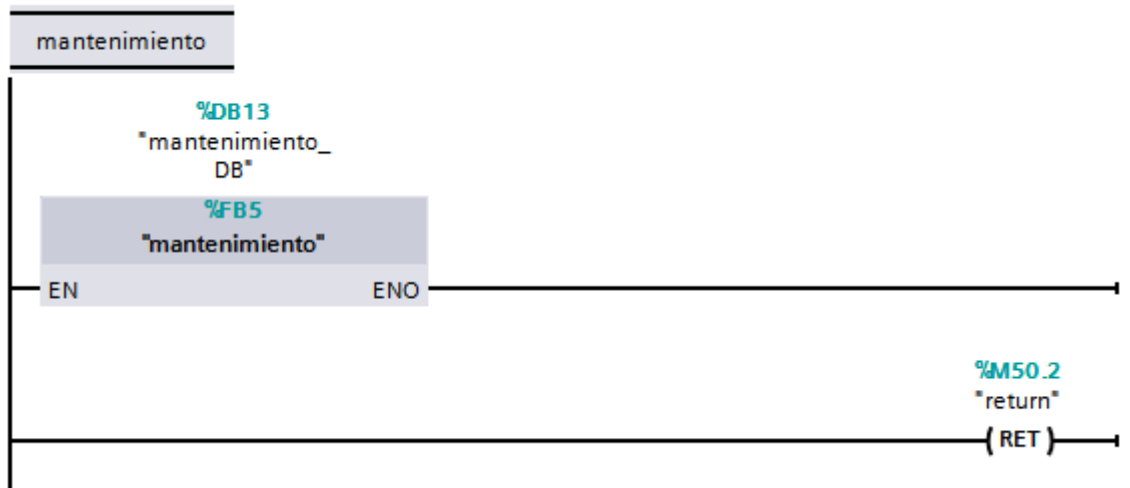 mantenimiento
%DB13
"mantenimiento_
DB"
%FB5
"mantenimiento"
EN ENO
%M50.2
"return"
( RET )